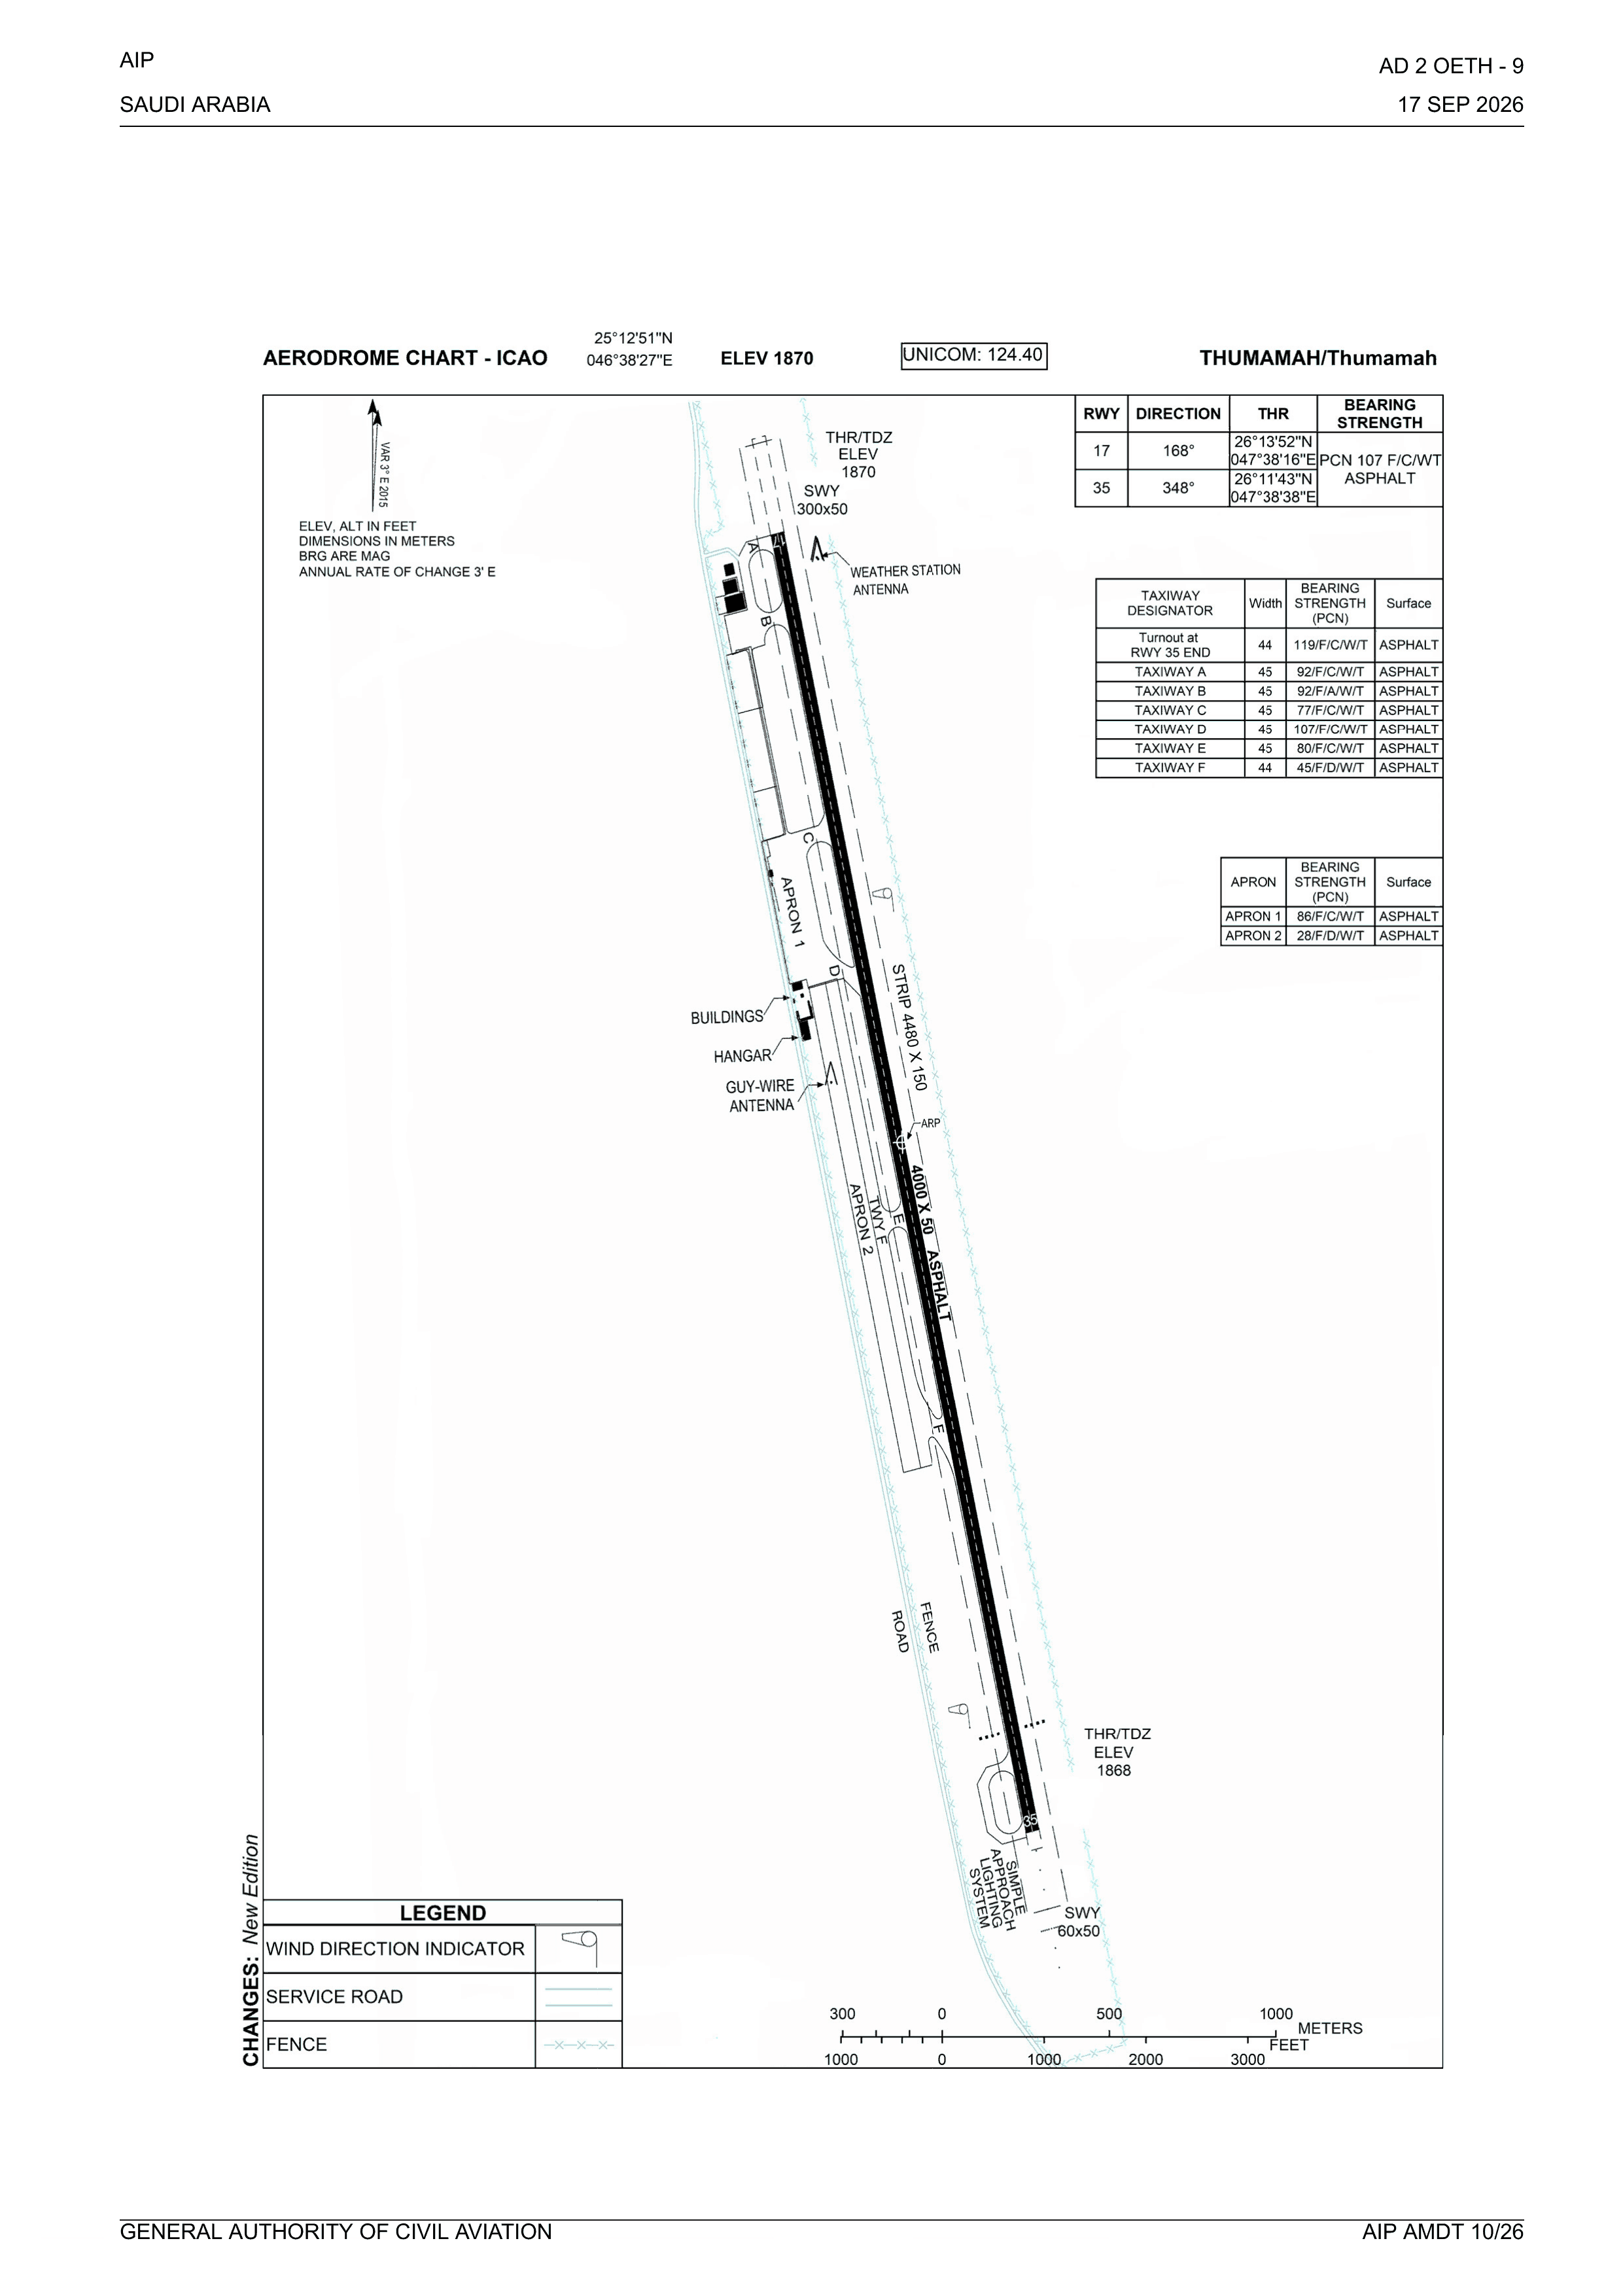 AIP
AD 2 OETH - 9
SAUDI ARABIA
17 SEP 2026
AERODROME CHART - ICAO
25°12'51"N
046°38'27"E
ELEV 1870
UNICOM: 124.40
THUMAMAH/Thumamah
VAR 3° E 2015
ELEV, ALT IN FEET
DIMENSIONS IN METERS
BRG ARE MAG
ANNUAL RATE OF CHANGE 3' E
RWY DIRECTION THR BEARING STRENGTH
17 168° 26°13'52"N 047°38'16"E PCN 107 F/C/WT ASPHALT
35 348° 26°11'43"N 047°38'38"E
THR/TDZ
ELEV
1870
SWY
300x50
WEATHER STATION
ANTENNA
TAXIWAY DESIGNATOR Width BEARING STRENGTH (PCN) Surface
Turnout at RWY 35 END 44 119/F/C/W/T ASPHALT
TAXIWAY A 45 92/F/C/W/T ASPHALT
TAXIWAY B 45 92/F/A/W/T ASPHALT
TAXIWAY C 45 77/F/C/W/T ASPHALT
TAXIWAY D 45 107/F/C/W/T ASPHALT
TAXIWAY E 45 80/F/C/W/T ASPHALT
TAXIWAY F 44 45/F/D/W/T ASPHALT
APRON BEARING STRENGTH (PCN) Surface
APRON 1 86/F/C/W/T ASPHALT
APRON 2 28/F/D/W/T ASPHALT
A
B
C
APRON 1
D
STRIP 4480 X 150
BUILDINGS
HANGAR
GUY-WIRE
ANTENNA
ARP
4000 X 50 ASPHALT
TWY F
APRON 2
E
F
FENCE
ROAD
THR/TDZ
ELEV
1868
35
SIMPLE
APPROACH
LIGHTING
SYSTEM
SWY
60x50
CHANGES: New Edition
LEGEND
WIND DIRECTION INDICATOR
SERVICE ROAD
FENCE
300 0 500 1000
METERS
FEET
1000 0 1000 2000 3000
GENERAL AUTHORITY OF CIVIL AVIATION
AIP AMDT 10/26